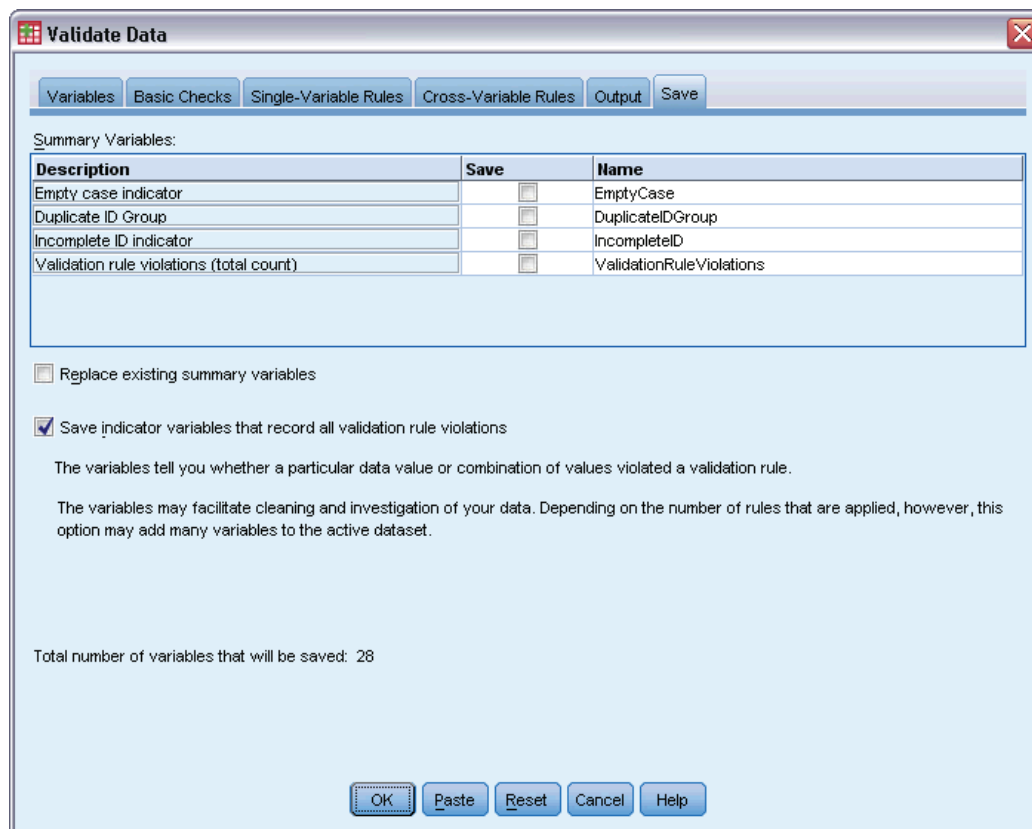 Validate Data
Variables Basic Checks Single-Variable Rules Cross-Variable Rules Output Save
Summary Variables:
Description Save Name
Empty case indicator EmptyCase
Duplicate ID Group DuplicateIDGroup
Incomplete ID indicator IncompleteID
Validation rule violations (total count) ValidationRuleViolations
Replace existing summary variables
Save indicator variables that record all validation rule violations
The variables tell you whether a particular data value or combination of values violated a validation rule.
The variables may facilitate cleaning and investigation of your data. Depending on the number of rules that are applied, however, this
option may add many variables to the active dataset.
Total number of variables that will be saved: 28
OK Paste Reset Cancel Help